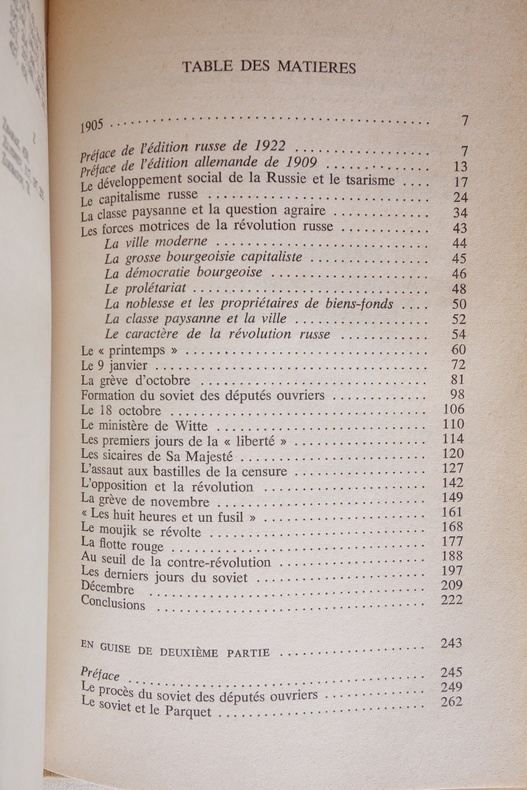 TABLE DES MATIERES
1905 .......................................... 7
Préface de l'édition russe de 1922 .................. 7
Préface de l'édition allemande de 1909 .............. 13
Le développement social de la Russie et le tsarisme .... 17
Le capitalisme russe .............................. 24
La classe paysanne et la question agraire ............. 34
Les forces motrices de la révolution russe ............ 43
La ville moderne ............................. 44
La grosse bourgeoisie capitaliste ................. 45
La démocratie bourgeoise ...................... 46
Le prolétariat ................................ 48
La noblesse et les propriétaires de biens-fonds .... 50
La classe paysanne et la ville ................... 52
Le caractère de la révolution russe ............. 54
Le « printemps » ................................. 60
Le 9 janvier ..................................... 72
La grève d'octobre ............................... 81
Formation du soviet des députés ouvriers ............. 98
Le 18 octobre ................................... 106
Le ministère de Witte ............................ 110
Les premiers jours de la « liberté » .................. 114
Les sicaires de Sa Majesté ......................... 120
L'assaut aux bastilles de la censure .................. 127
L'opposition et la révolution ....................... 142
La grève de novembre ............................ 149
« Les huit heures et un fusil » ...................... 161
Le moujik se révolte .............................. 168
La flotte rouge ................................... 177
Au seuil de la contre-révolution ..................... 188
Les derniers jours du soviet ........................ 197
Décembre ....................................... 209
Conclusions ..................................... 222
EN GUISE DE DEUXIÈME PARTIE ..................... 243
Préface ......................................... 245
Le procès du soviet des députés ouvriers .............. 249
Le soviet et le Parquet ............................ 262